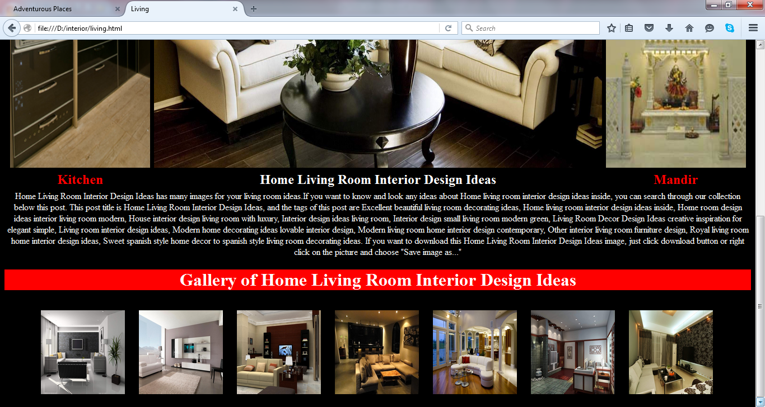 Adventurous Places
Living
file:///D:/interior/living.html
Search
Kitchen
Home Living Room Interior Design Ideas
Mandir
Home Living Room Interior Design Ideas has many images for your living room ideas.If you want to know and look any ideas about Home living room interior design ideas inside, you can search through our collection
below this post. This post title is Home Living Room Interior Design Ideas, and the tags of this post are Excellent beautiful living room decorating ideas, Home living room interior design ideas inside, Home room design
ideas interior living room modern, House interior design living room with luxury, Interior design ideas living room, Interior design small living room modern green, Living Room Decor Design Ideas creative inspiration for
elegant simple, Living room interior design ideas, Modern home decorating ideas lovable interior design, Modern living room home interior design contemporary, Other interior living room furniture design, Royal living room
home interior design ideas, Sweet spanish style home decor to spanish style living room decorating ideas. If you want to download this Home Living Room Interior Design Ideas image, just click download button or right
click on the picture and choose "Save image as..."
Gallery of Home Living Room Interior Design Ideas